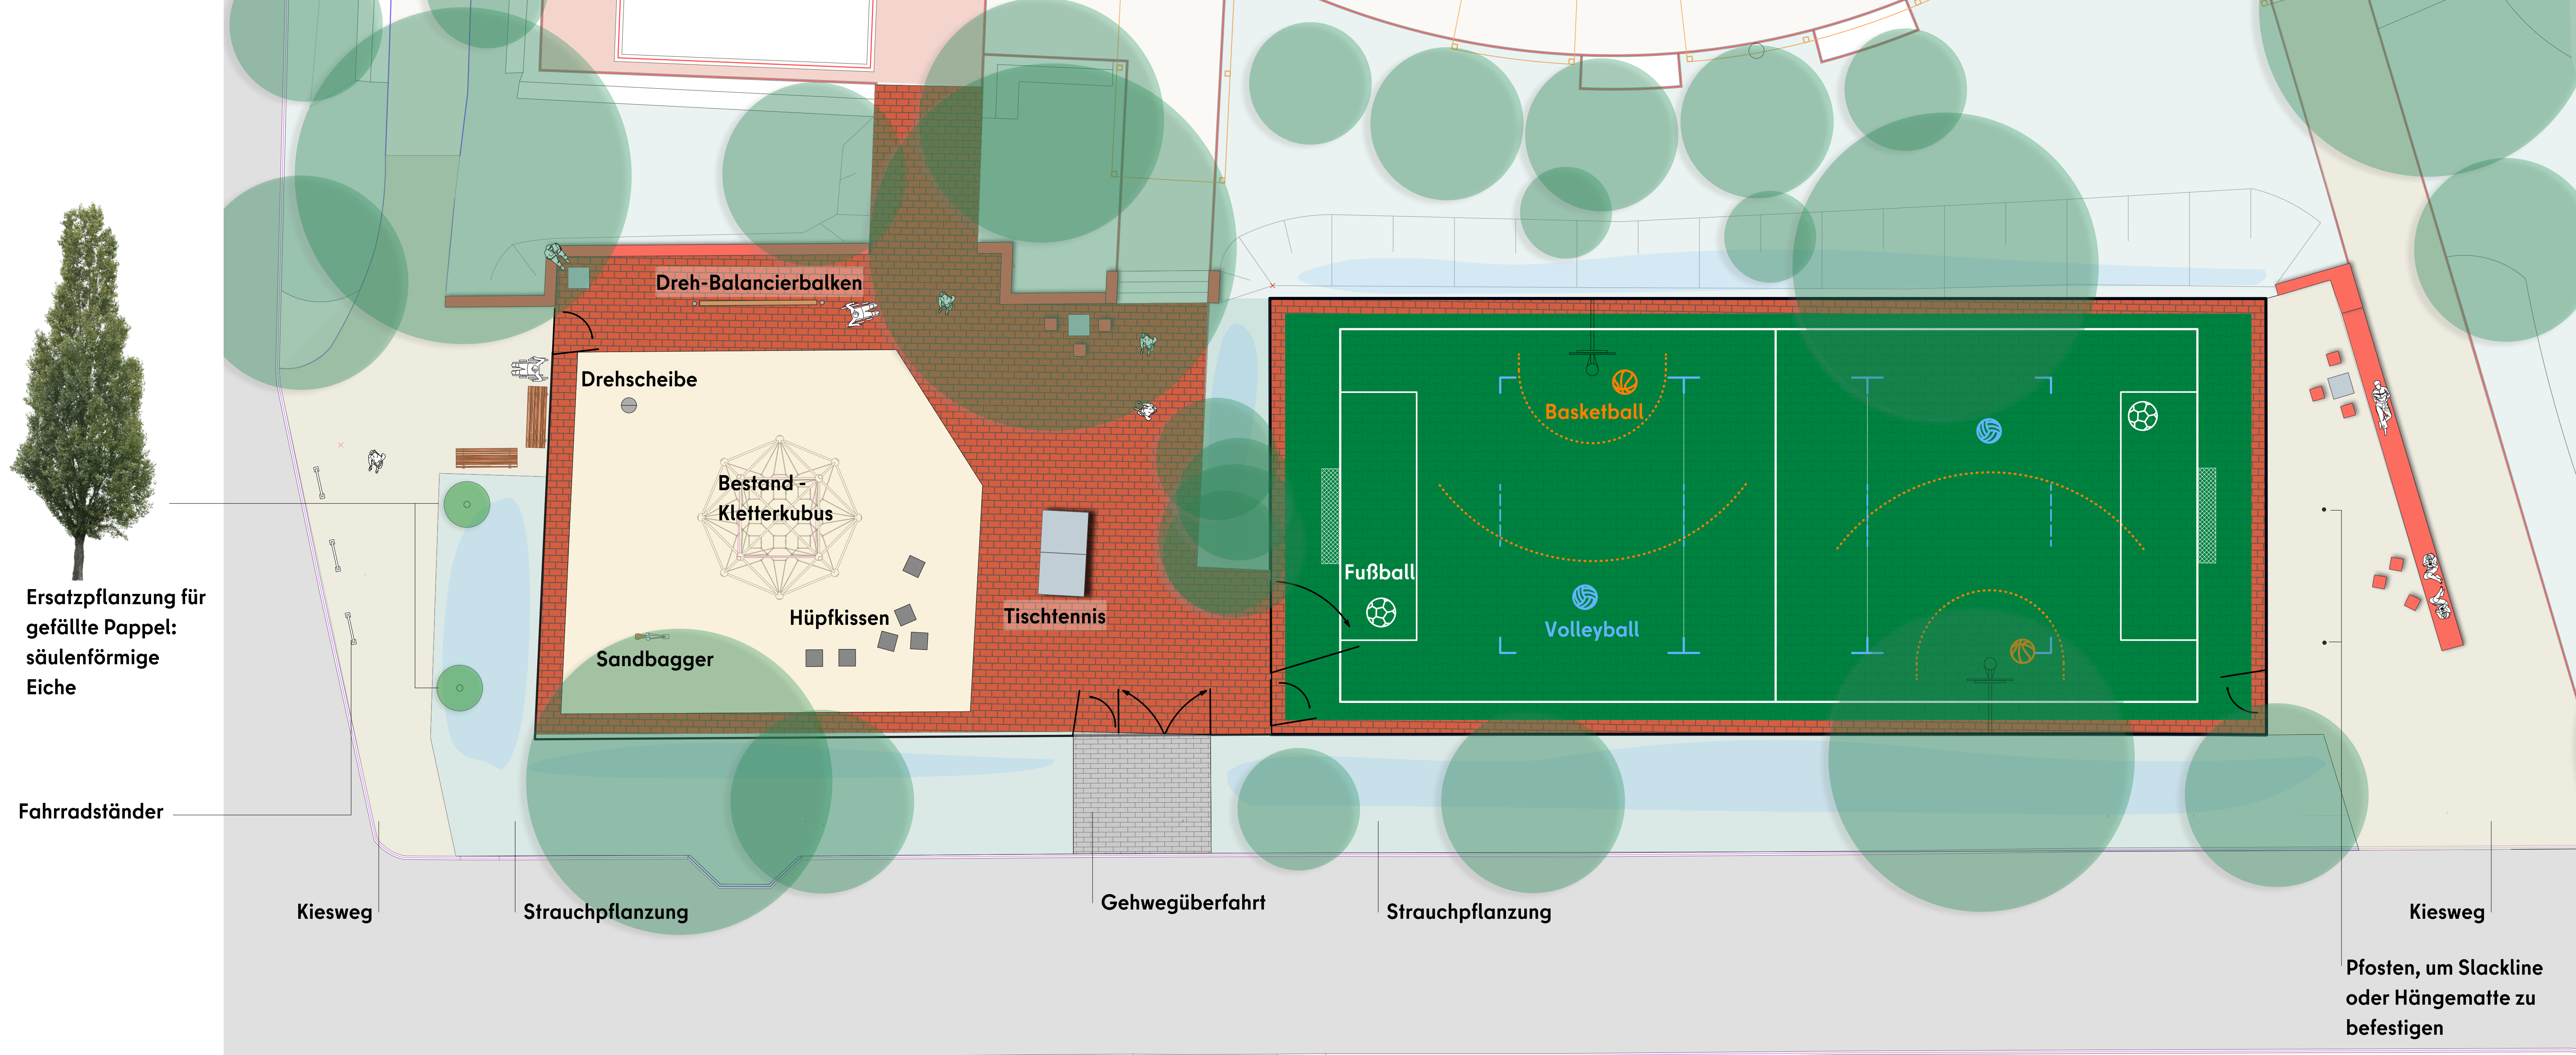 Dreh-Balancierbalken
Drehscheibe
Bestand -
Kletterkubus
Hüpfkissen
Sandbagger
Tischtennis
Basketball
Fußball
Volleyball
Ersatzpflanzung für
gefällte Pappel:
säulenförmige
Eiche
Fahrradständer
Kiesweg
Strauchpflanzung
Gehwegüberfahrt
Strauchpflanzung
Kiesweg
Pfosten, um Slackline
oder Hängematte zu
befestigen